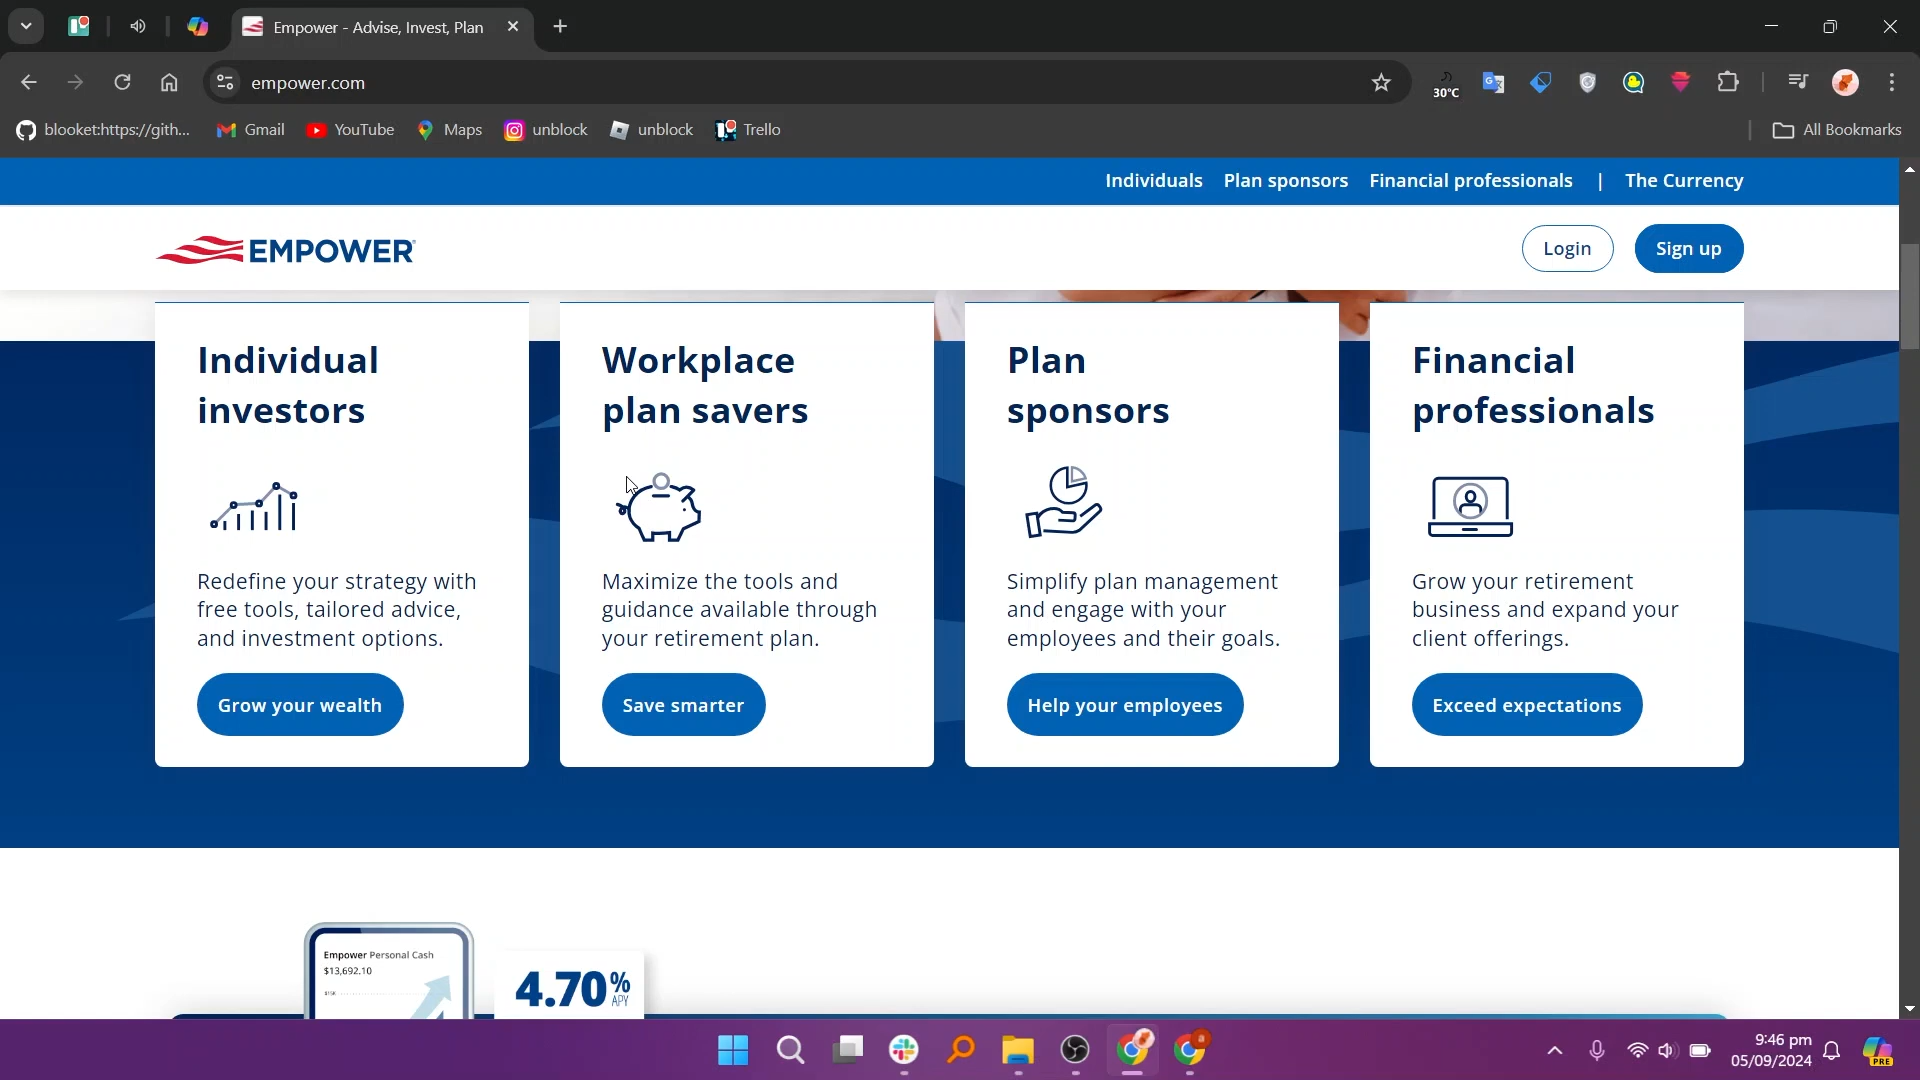 Empower - Advise, Invest, Plan
empower.com
30°C
blooket:https://gith...
Gmail
YouTube
Maps
unblock
unblock
Trello
All Bookmarks
Individuals
Plan sponsors
Financial professionals
|
The Currency
EMPOWER
Login
Sign up
Individual
investors
Redefine your strategy with
free tools, tailored advice,
and investment options.
Grow your wealth
Workplace
plan savers
Maximize the tools and
guidance available through
your retirement plan.
Save smarter
Plan
sponsors
Simplify plan management
and engage with your
employees and their goals.
Help your employees
Financial
professionals
Grow your retirement
business and expand your
client offerings.
Exceed expectations
Empower Personal Cash
$13,692.10
$15K
4.70%
APY
9:46 pm
05/09/2024
PRE